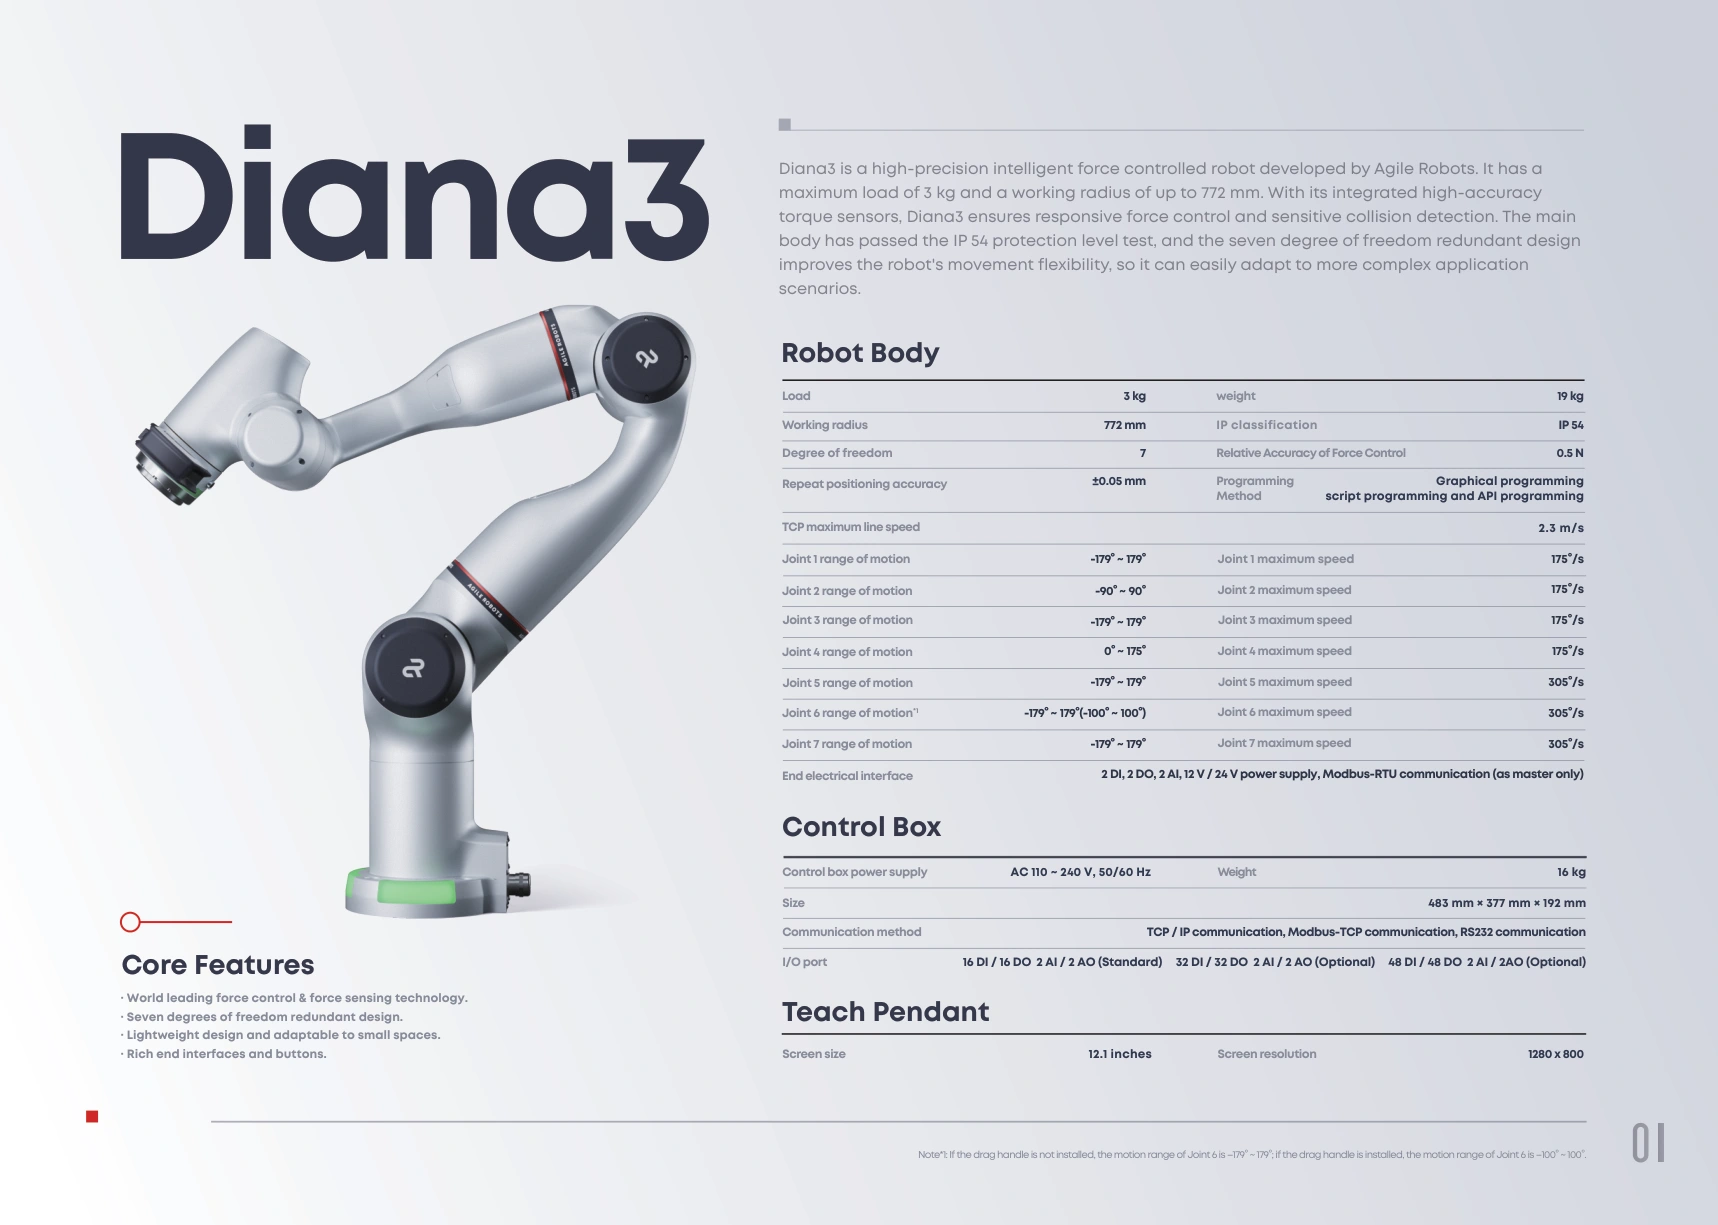 Diana3
Diana3 is a high-precision intelligent force controlled robot developed by Agile Robots. It has a
maximum load of 3 kg and a working radius of up to 772 mm. With its integrated high-accuracy
torque sensors, Diana3 ensures responsive force control and sensitive collision detection. The main
body has passed the IP 54 protection level test, and the seven degree of freedom redundant design
improves the robot's movement flexibility, so it can easily adapt to more complex application
scenarios.
AGILE ROBOTS
AGILE ROBOTS
AGILE ROBOTS
Core Features
· World leading force control & force sensing technology.
· Seven degrees of freedom redundant design.
· Lightweight design and adaptable to small spaces.
· Rich end interfaces and buttons.
Robot Body
Load 3 kg weight 19 kg
Working radius 772 mm IP classification IP 54
Degree of freedom 7 Relative Accuracy of Force Control 0.5 N
Repeat positioning accuracy ±0.05 mm Programming Method Graphical programming
script programming and API programming
TCP maximum line speed 2.3 m/s
Joint 1 range of motion -179° ~ 179° Joint 1 maximum speed 175°/s
Joint 2 range of motion -90° ~ 90° Joint 2 maximum speed 175°/s
Joint 3 range of motion -179° ~ 179° Joint 3 maximum speed 175°/s
Joint 4 range of motion 0° ~ 175° Joint 4 maximum speed 175°/s
Joint 5 range of motion -179° ~ 179° Joint 5 maximum speed 305°/s
Joint 6 range of motion*1 -179° ~ 179°(-100° ~ 100°) Joint 6 maximum speed 305°/s
Joint 7 range of motion -179° ~ 179° Joint 7 maximum speed 305°/s
End electrical interface 2 DI, 2 DO, 2 AI, 12 V / 24 V power supply, Modbus-RTU communication (as master only)
Control Box
Control box power supply AC 110 ~ 240 V, 50/60 Hz Weight 16 kg
Size 483 mm × 377 mm × 192 mm
Communication method TCP / IP communication, Modbus-TCP communication, RS232 communication
I/O port 16 DI / 16 DO 2 AI / 2 AO (Standard) 32 DI / 32 DO 2 AI / 2 AO (Optional) 48 DI / 48 DO 2 AI / 2AO (Optional)
Teach Pendant
Screen size 12.1 inches Screen resolution 1280 x 800
Note*1: If the drag handle is not installed, the motion range of Joint 6 is -179° ~ 179°; if the drag handle is installed, the motion range of Joint 6 is -100° ~ 100°.
01